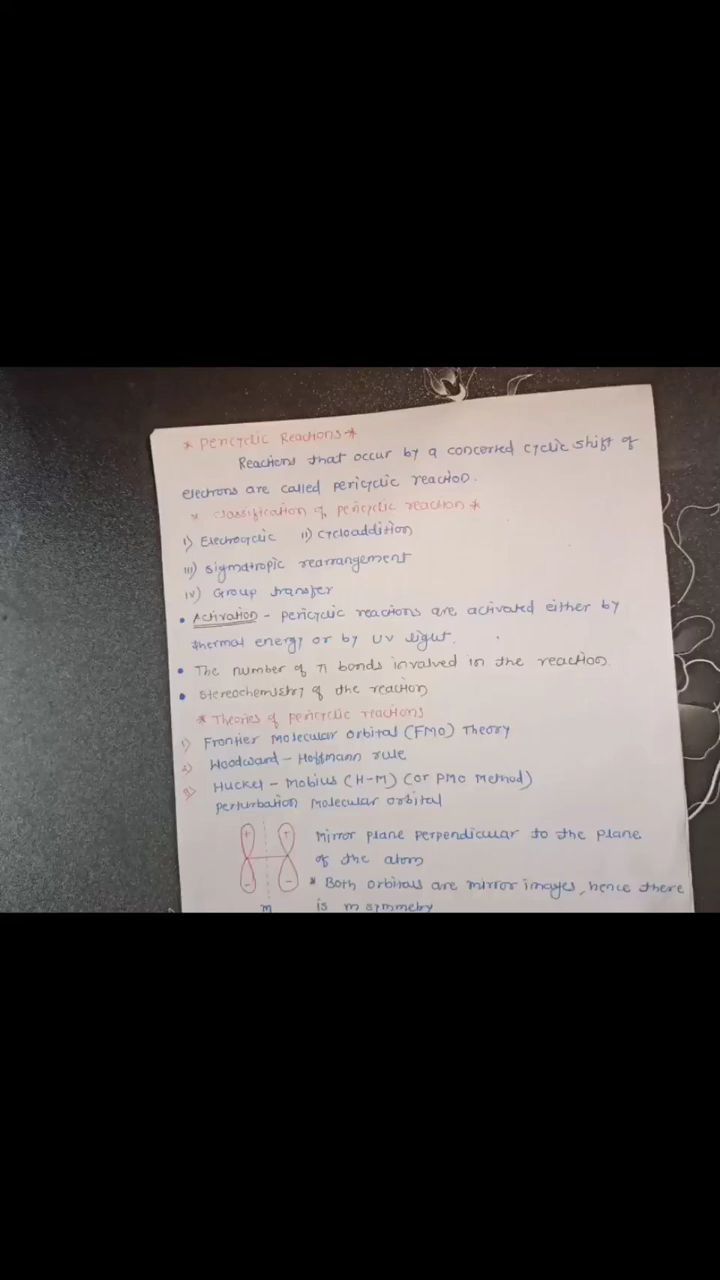 * Pericyclic Reactions *
Reactions that occur by a concerted cyclic shift of
electrons are called pericyclic reaction.
* Classification of pericyclic reaction *
i) Electrocyclic ii) Cycloaddition
iii) Sigmatropic rearrangement
iv) Group transfer
• Activation - Pericyclic reactions are activated either by
thermal energy or by UV light.
• The number of π bonds involved in the reaction.
• Stereochemistry of the reaction
* Theories of pericyclic reactions
1) Frontier Molecular Orbital (FMO) Theory
2) Woodward - Hoffmann rule
3) Huckel - Mobius (H-M) (or PMO Method)
Perturbation Molecular orbital
+ + Mirror plane perpendicular to the plane
of the atom
- - * Both orbitals are mirror images, hence there
m is m symmetry